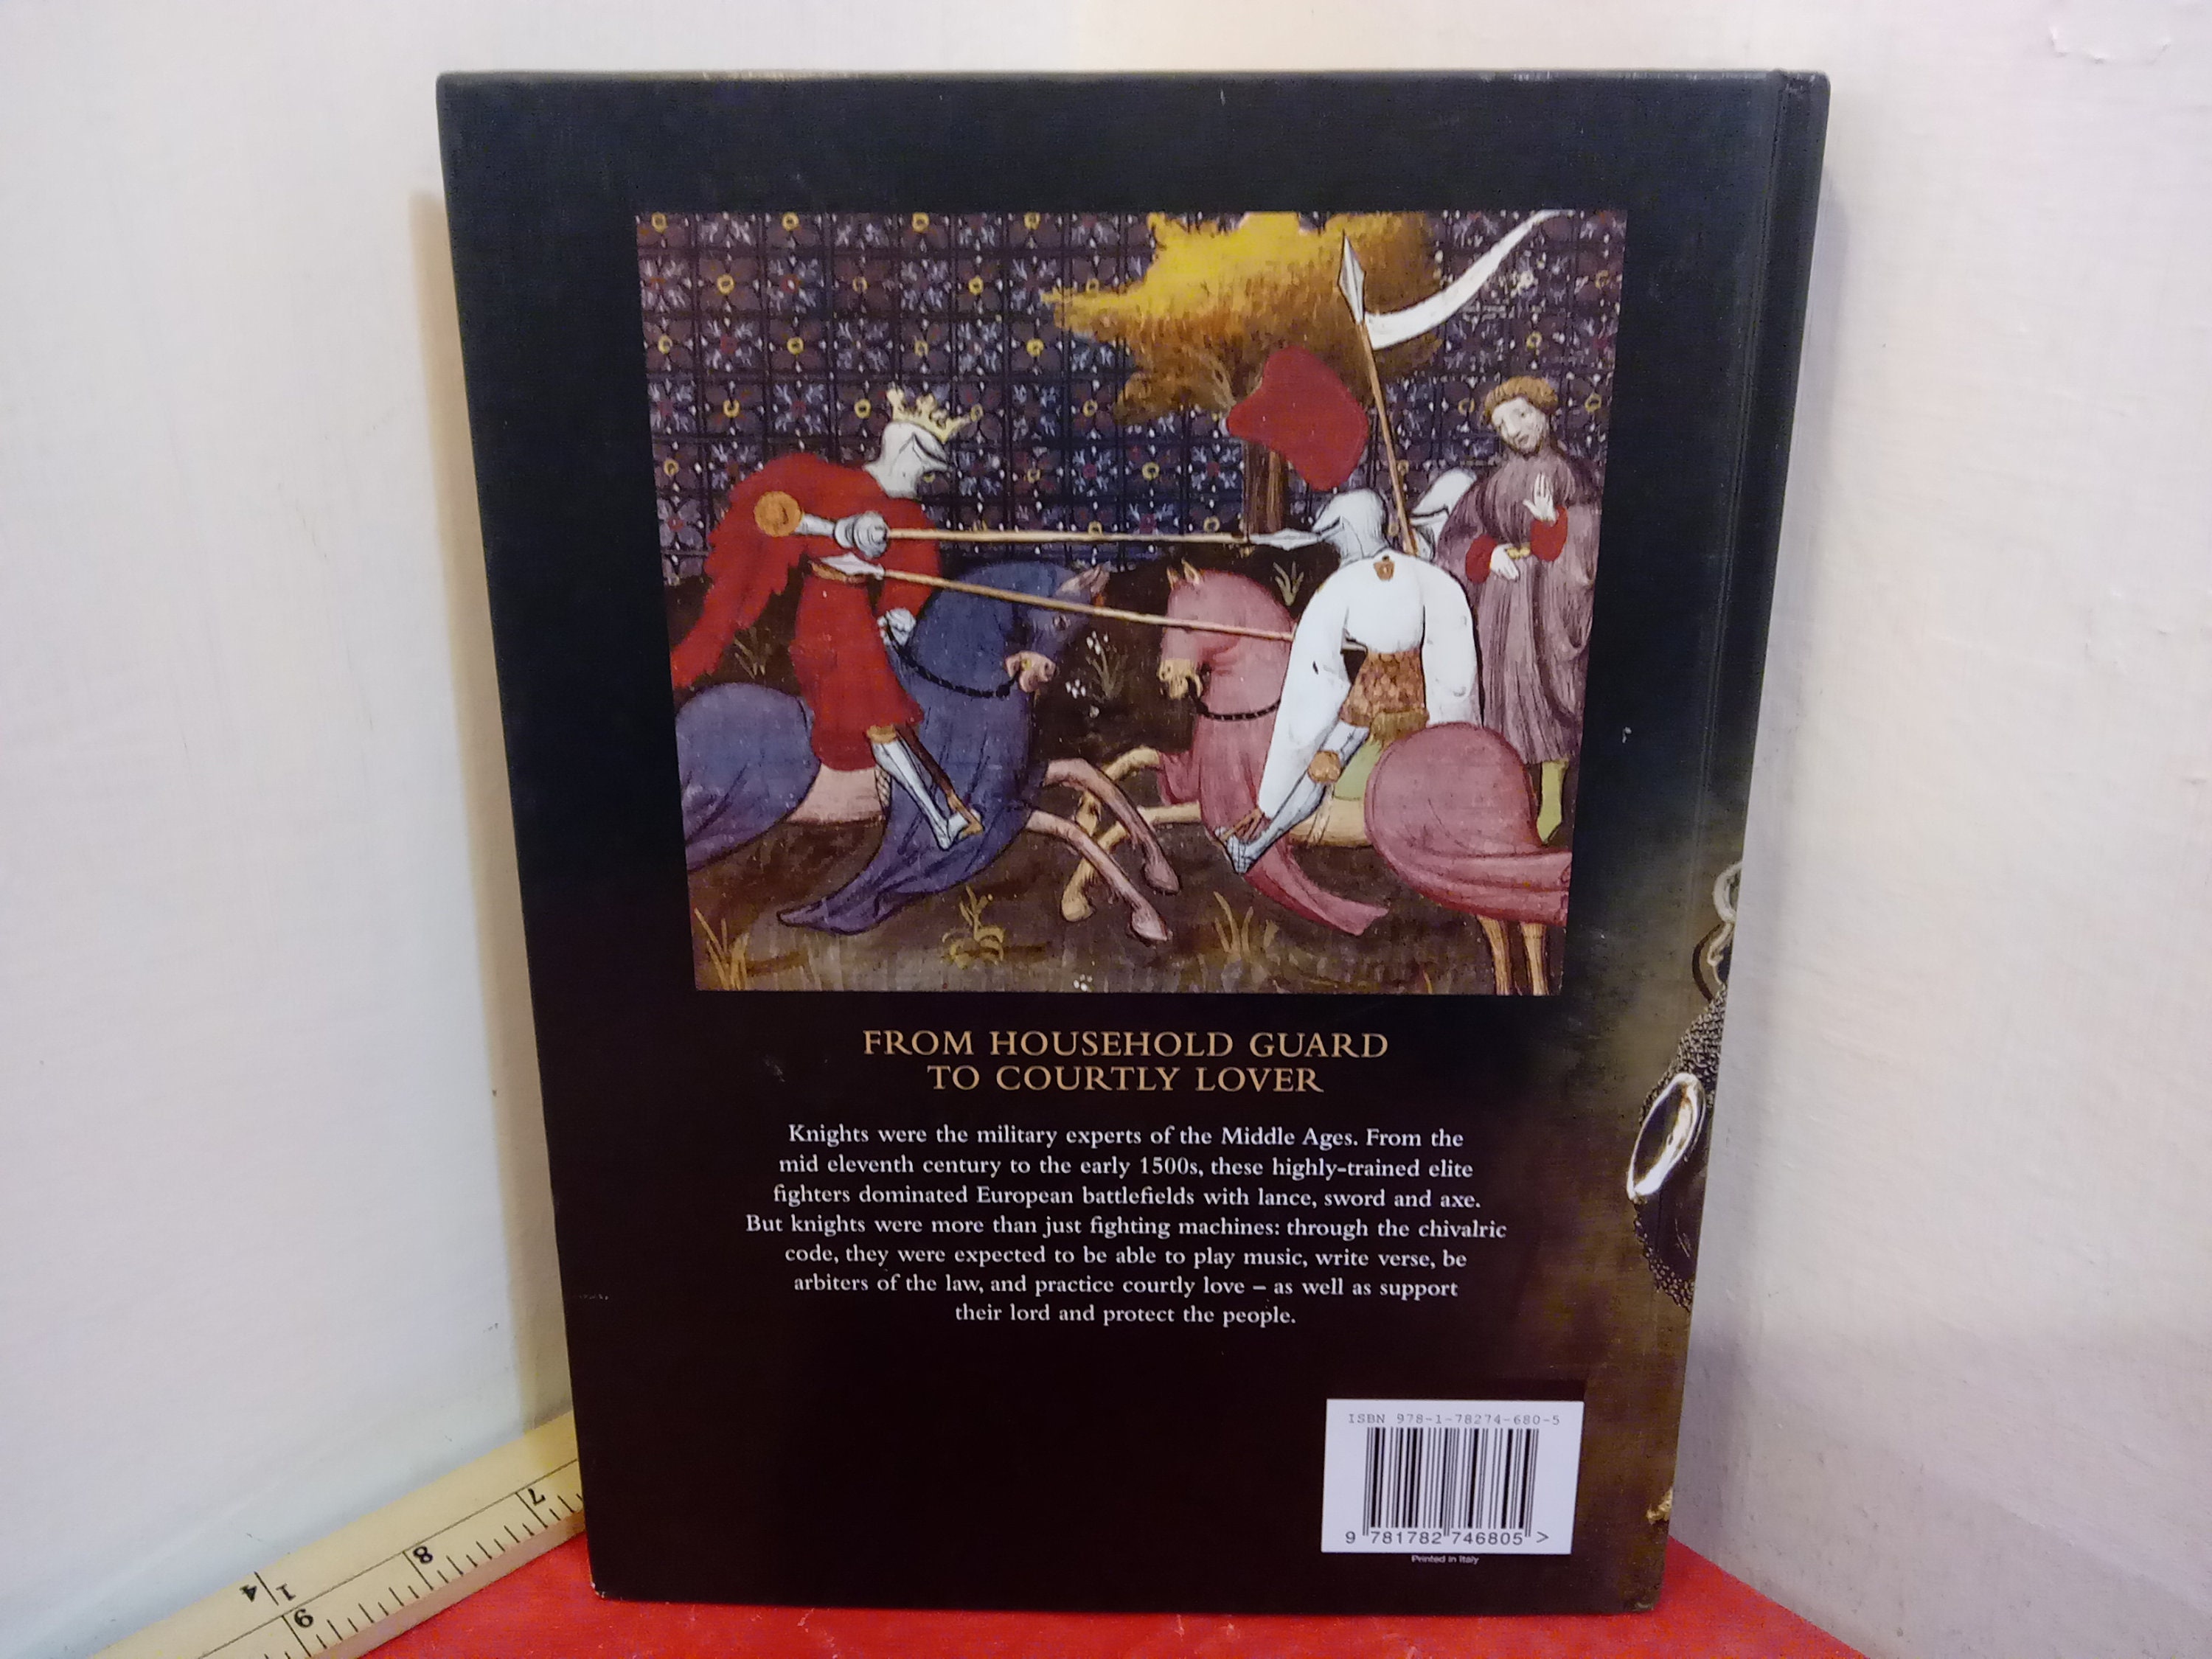 FROM HOUSEHOLD GUARD
TO COURTLY LOVER
Knights were the military experts of the Middle Ages. From the
mid eleventh century to the early 1500s, these highly-trained elite
fighters dominated European battlefields with lance, sword and axe.
But knights were more than just fighting machines: through the chivalric
code, they were expected to be able to play music, write verse, be
arbiters of the law, and practice courtly love – as well as support
their lord and protect the people.
ISBN 978-1-78274-680-5
9 781782 746805 >
Printed in Italy
7
8
9
1/4